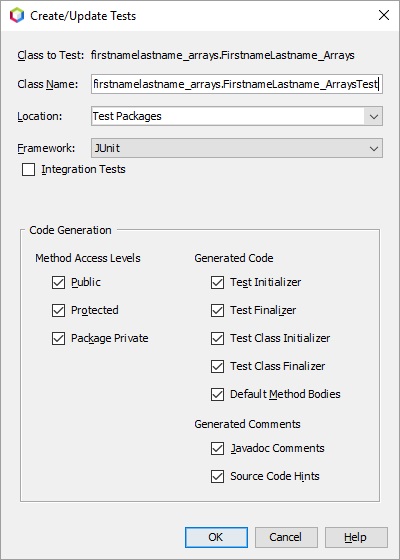 Create/Update Tests
Class to Test: firstnamelastname_arrays.FirstnameLastname_Arrays
Class Name: firstnamelastname_arrays.FirstnameLastname_ArraysTest
Location: Test Packages
Framework: JUnit
Integration Tests
Code Generation
Method Access Levels
Public
Protected
Package Private
Generated Code
Test Initializer
Test Finalizer
Test Class Initializer
Test Class Finalizer
Default Method Bodies
Generated Comments
Javadoc Comments
Source Code Hints
OK Cancel Help